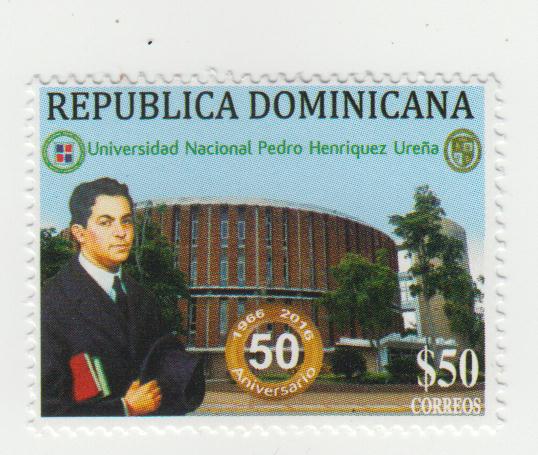 REPUBLICA DOMINICANA
Universidad Nacional Pedro Henriquez Ureña
1966 2016
50
Aniversario
$50
CORREOS